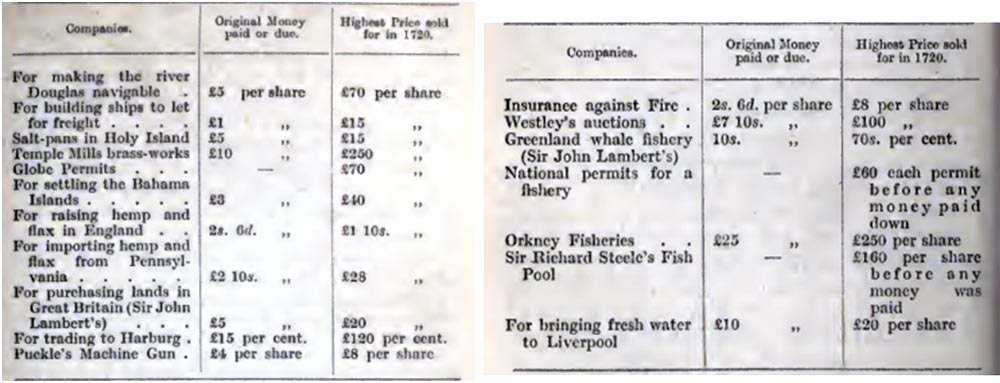 Companies. Original Money paid or due. Highest Price sold for in 1720.
For making the river
Douglas navigable . £5 per share £70 per share
For building ships to let
for freight . . . . £1 „ £15 „
Salt-pans in Holy Island £5 „ £15 „
Temple Mills brass-works £10 „ £250 „
Globe Permits . . . — £70 „
For settling the Bahama
Islands . . . . . £3 „ £40 „
For raising hemp and
flax in England . . 2s. 6d. „ £1 10s. „
For importing hemp and
flax from Pennsyl-
vania . . . . . £2 10s. „ £28 „
For purchasing lands in
Great Britain (Sir John
Lambert's) . . . £5 „ £20 „
For trading to Harburg . £15 per cent. £120 per cent.
Puckle's Machine Gun . £4 per share £8 per share
Companies. Original Money paid or due. Highest Price sold for in 1720.
Insurance against Fire . 2s. 6d. per share £8 per share
Westley's auctions . . £7 10s. „ £100 „
Greenland whale fishery 10s. „ 70s. per cent.
(Sir John Lambert's)
National permits for a — £60 each permit
fishery before any
money paid
down
Orkney Fisheries . . £25 „ £250 per share
Sir Richard Steele's Fish — £160 per share
Pool before any
money was
paid
For bringing fresh water £10 „ £20 per share
to Liverpool